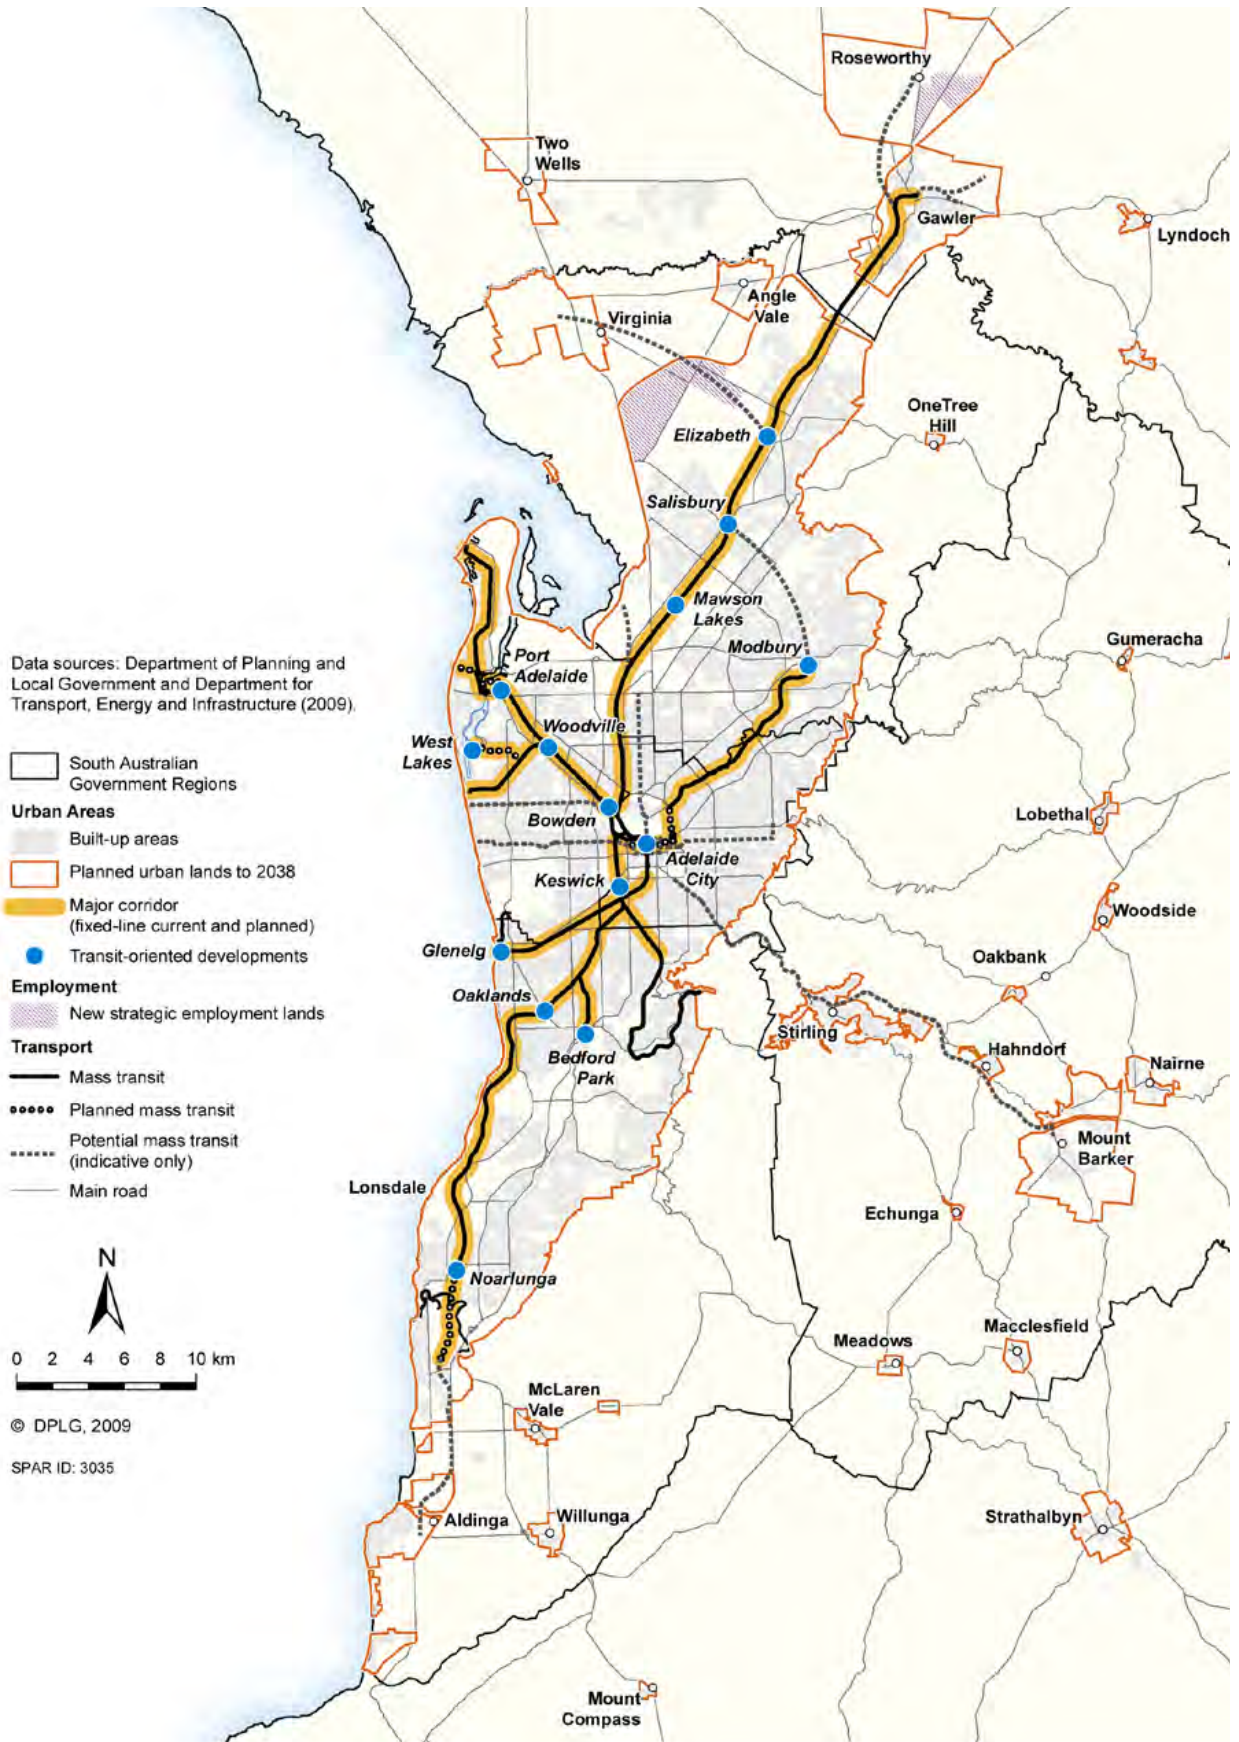 Roseworthy
Two
Wells
Gawler
Lyndoch
Angle
Vale
Virginia
OneTree
Hill
Elizabeth
Salisbury
Mawson
Lakes
Modbury
Gumeracha
Port
Adelaide
Woodville
West
Lakes
Bowden
Lobethal
Adelaide
City
Keswick
Woodside
Glenelg
Oakbank
Oaklands
Stirling
Bedford
Park
Hahndorf
Nairne
Mount
Barker
Lonsdale
Echunga
Noarlunga
Meadows
Macclesfield
McLaren
Vale
Aldinga
Willunga
Strathalbyn
Mount
Compass
Data sources: Department of Planning and
Local Government and Department for
Transport, Energy and Infrastructure (2009).
South Australian
Government Regions
Urban Areas
Built-up areas
Planned urban lands to 2038
Major corridor
(fixed-line current and planned)
Transit-oriented developments
Employment
New strategic employment lands
Transport
Mass transit
Planned mass transit
Potential mass transit
(indicative only)
Main road
N
0 2 4 6 8 10 km
© DPLG, 2009
SPAR ID: 3035